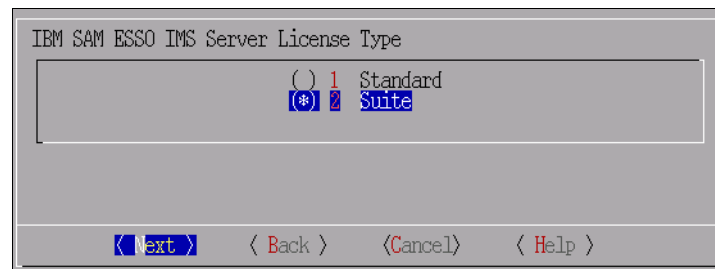 IBM SAM ESSO IMS Server License Type
( ) 1 Standard
(*) 2 Suite
< Next > < Back > <Cancel> < Help >